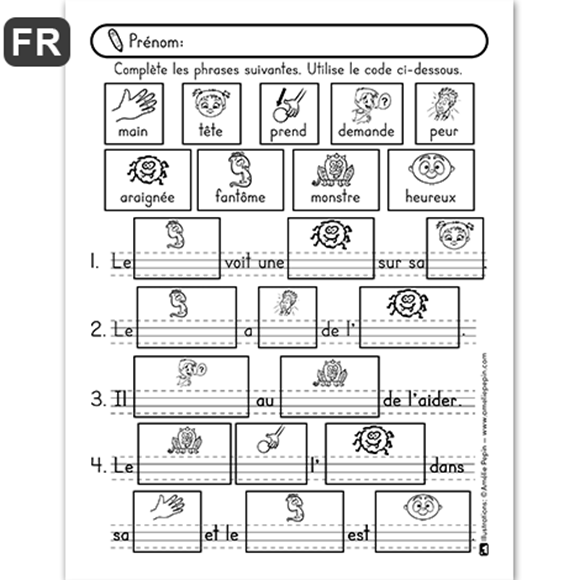 FR
Prénom:
Complète les phrases suivantes. Utilise le code ci-dessous.
main tête prend demande peur
araignée fantôme monstre heureux
1. Le voit une sur sa .
2. Le a de l' .
3. Il au de l'aider.
4. Le l' dans
sa et le est .
Illustrations: © Amélie Pepin – www.ameliepepin.com